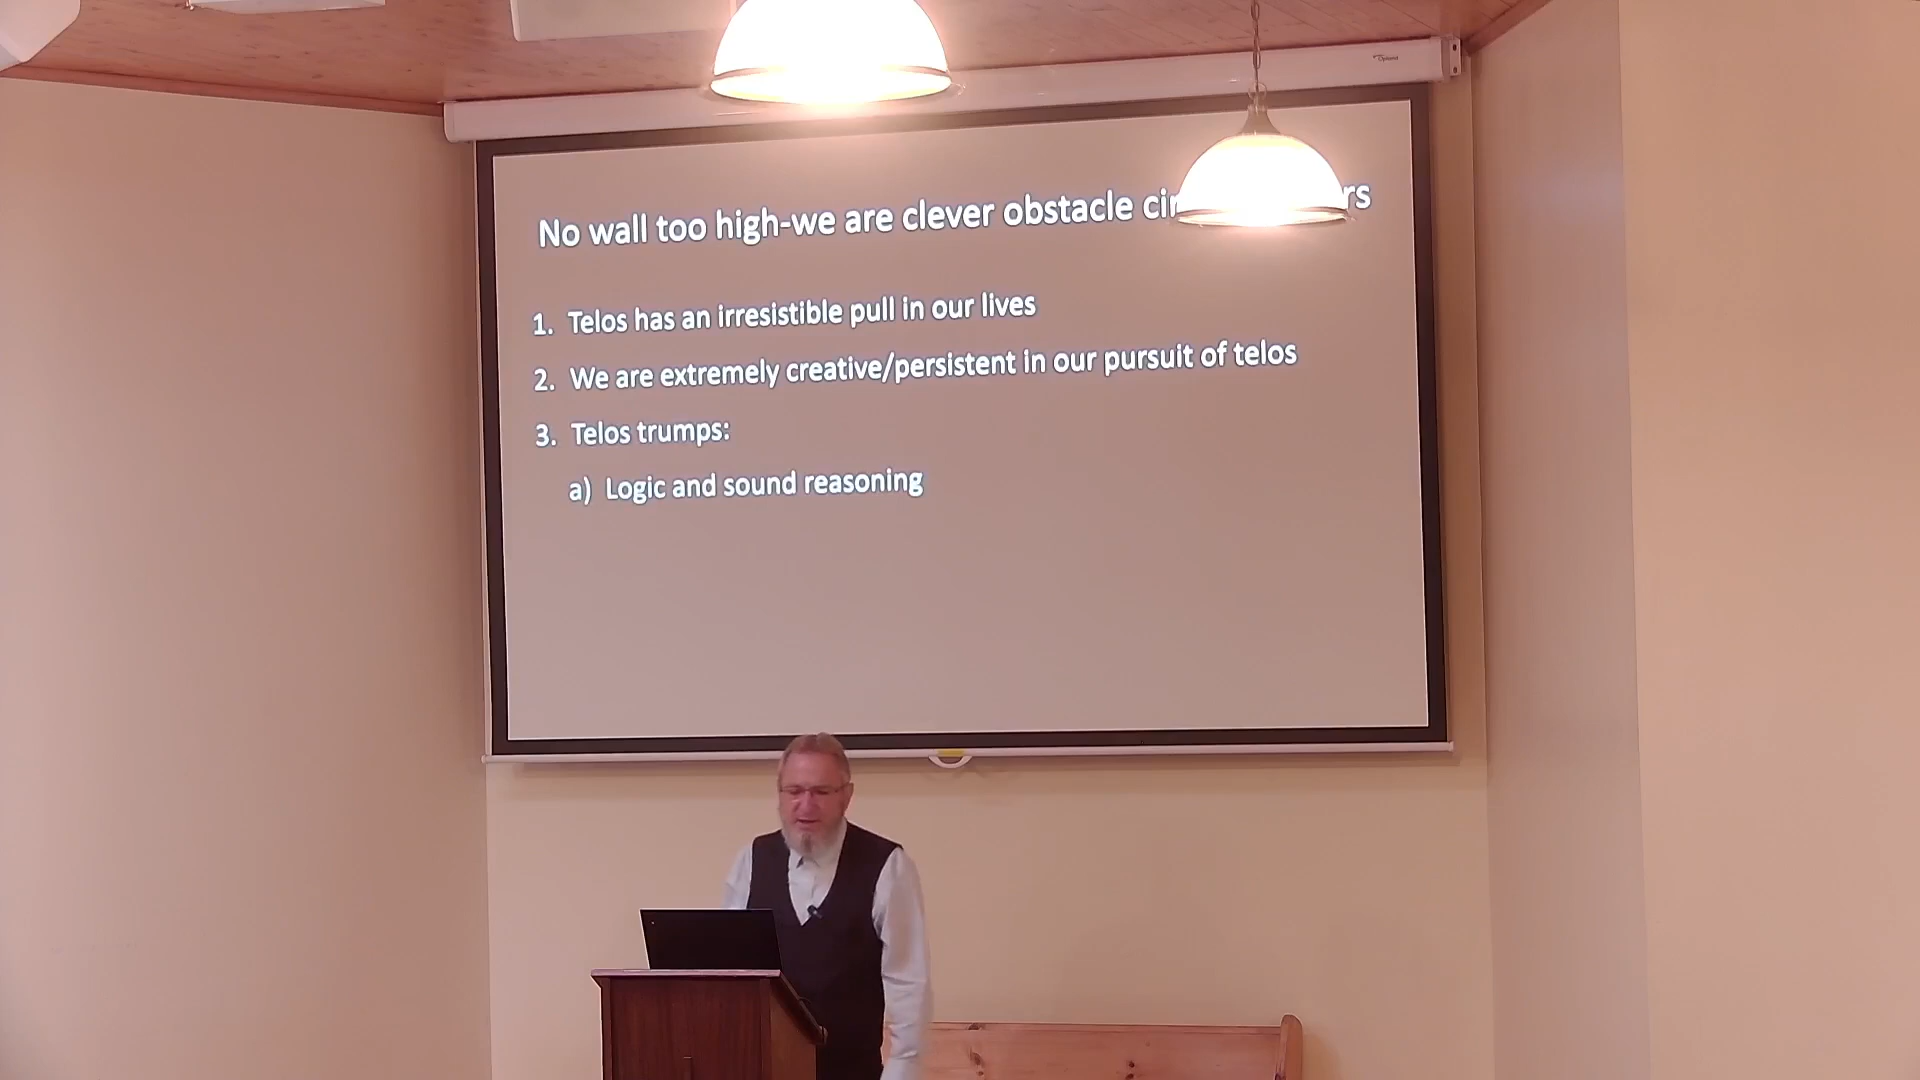 No wall too high-we are clever obstacle
1. Telos has an irresistible pull in our lives
2. We are extremely creative/persistent in our pursuit of telos
3. Telos trumps:
a) Logic and sound reasoning